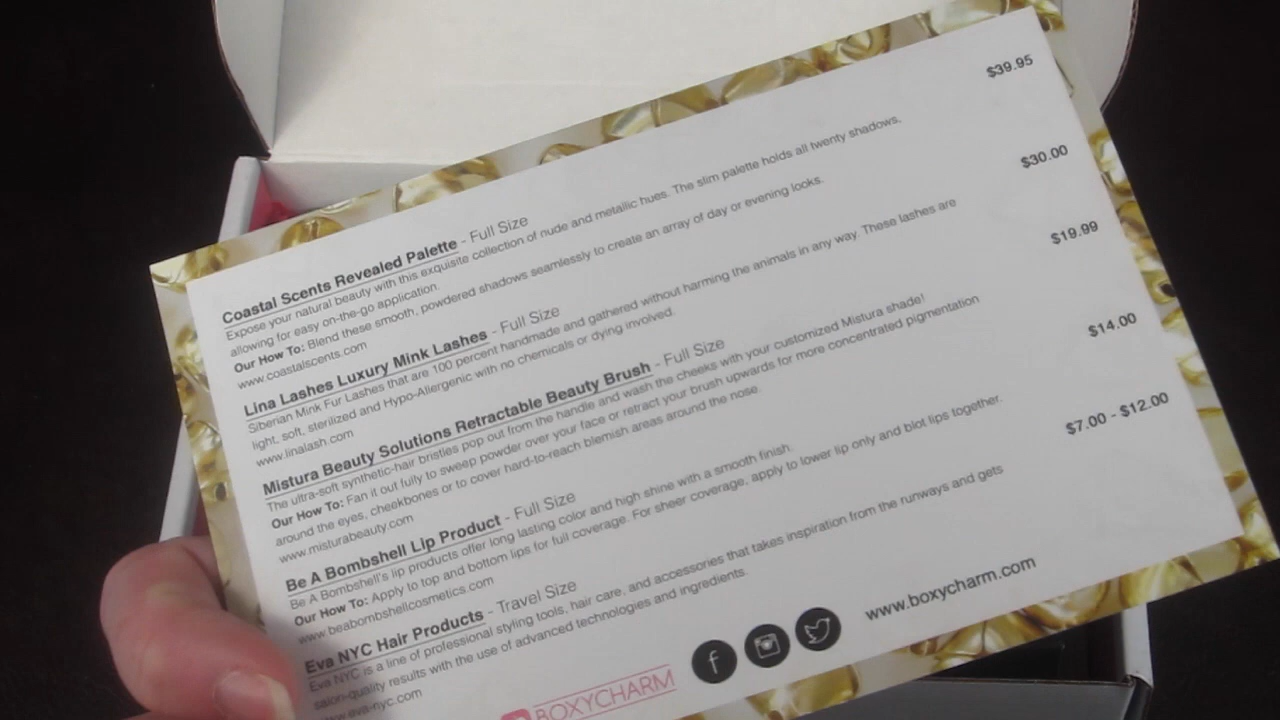 Coastal Scents Revealed Palette - Full Size
$39.95
Expose your natural beauty with this exquisite collection of nude and metallic hues. The slim palette holds all twenty shadows,
allowing for easy on-the-go application.
Our How To: Blend these smooth, powdered shadows seamlessly to create an array of day or evening looks.
www.coastalscents.com
Lina Lashes Luxury Mink Lashes - Full Size
$30.00
Siberian Mink Fur Lashes that are 100 percent handmade and gathered without harming the animals in any way. These lashes are
light, soft, sterilized and Hypo-Allergenic with no chemicals or dying involved.
www.linalash.com
Mistura Beauty Solutions Retractable Beauty Brush - Full Size
$19.99
The ultra-soft synthetic-hair bristles pop out from the handle and wash the cheeks with your customized Mistura shade!
Our How To: Fan it out fully to sweep powder over your face or retract your brush upwards for more concentrated pigmentation
around the eyes, cheekbones or to cover hard-to-reach blemish areas around the nose.
www.misturabeauty.com
Be A Bombshell Lip Product - Full Size
$14.00
Be A Bombshell's lip products offer long lasting color and high shine with a smooth finish.
Our How To: Apply to top and bottom lips for full coverage. For sheer coverage, apply to lower lip only and blot lips together.
www.beabombshellcosmetics.com
Eva NYC Hair Products - Travel Size
$7.00 - $12.00
Eva NYC is a line of professional styling tools, hair care, and accessories that takes inspiration from the runways and gets
salon-quality results with the use of advanced technologies and ingredients.
www.eva-nyc.com
BOXYCHARM
www.boxycharm.com